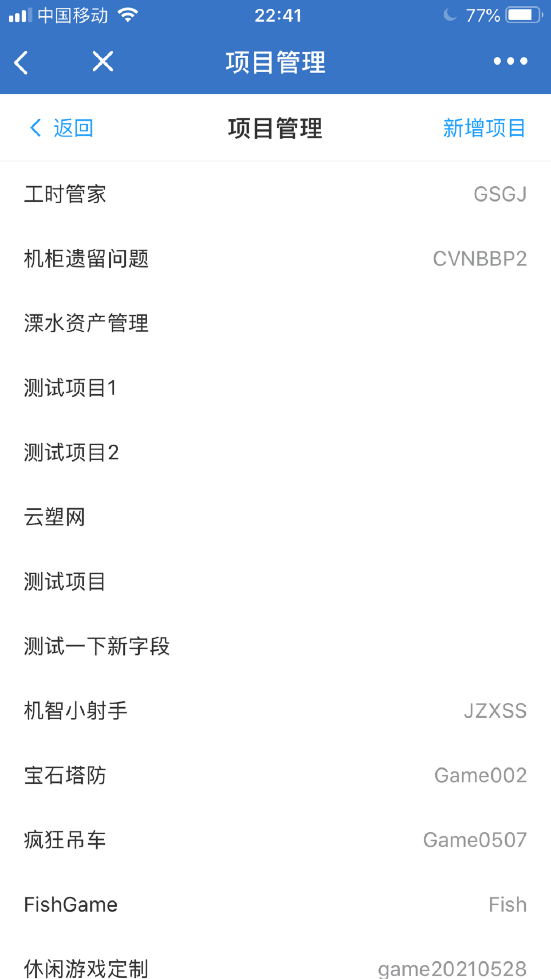 中国移动 22:41 77%
项目管理
返回 项目管理 新增项目
工时管家 GSGJ
机柜遗留问题 CVNBBP2
溧水资产管理
测试项目1
测试项目2
云塑网
测试项目
测试一下新字段
机智小射手 JZXSS
宝石塔防 Game002
疯狂吊车 Game0507
FishGame Fish
休闲游戏定制 game20210528